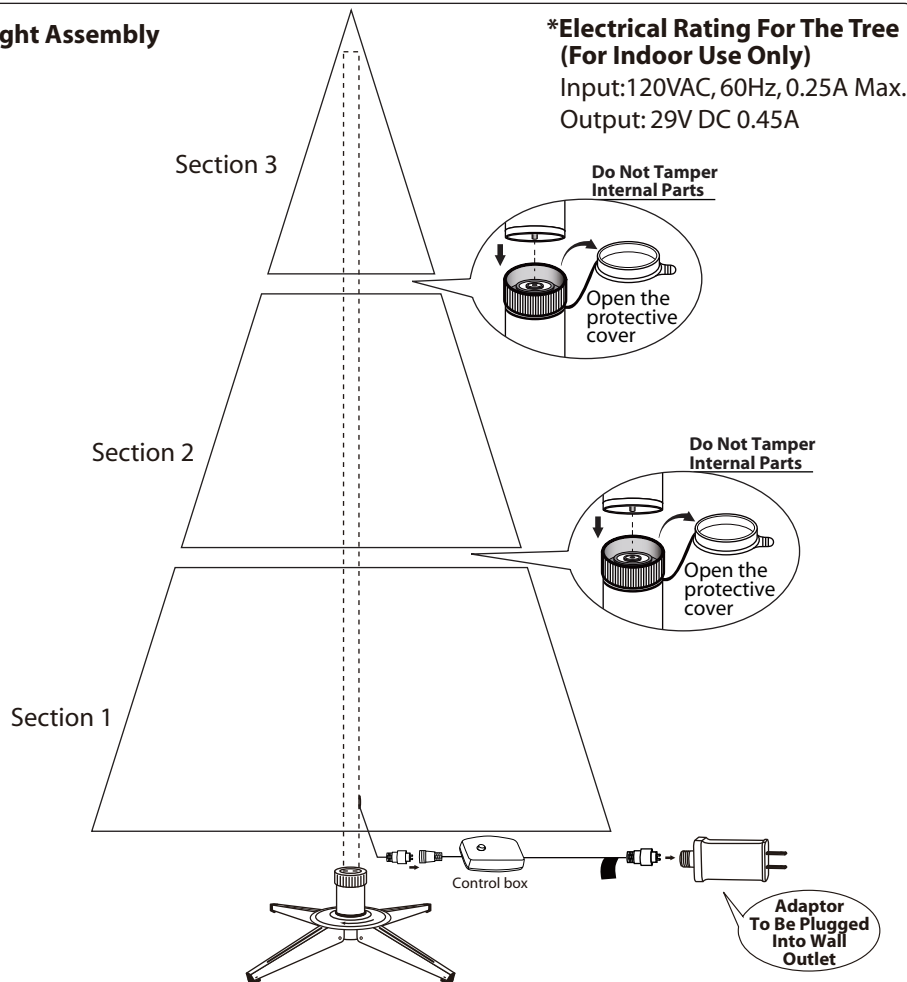 ght Assembly
*Electrical Rating For The Tree
(For Indoor Use Only)
Input:120VAC, 60Hz, 0.25A Max.
Output: 29V DC 0.45A
Section 3
Do Not Tamper
Internal Parts
Open the
protective
cover
Section 2
Do Not Tamper
Internal Parts
Open the
protective
cover
Section 1
Control box
Adaptor
To Be Plugged
Into Wall
Outlet